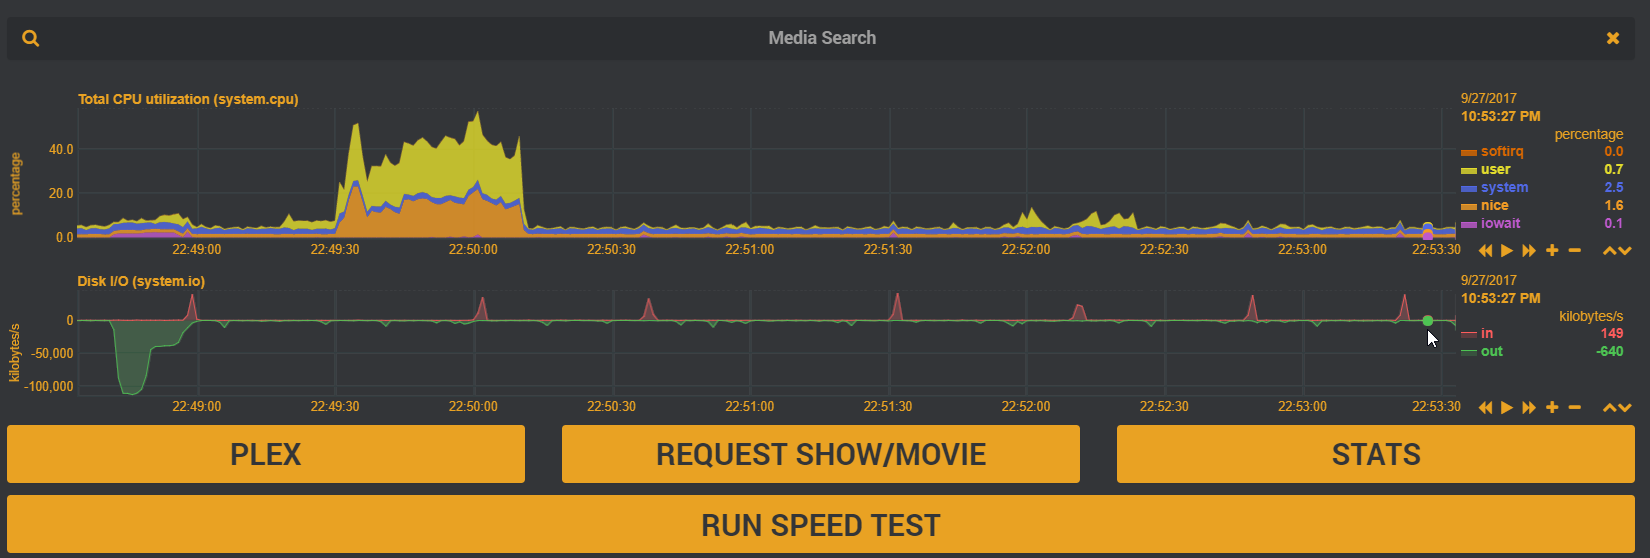 Media Search
Total CPU utilization (system.cpu)
9/27/2017
10:53:27 PM
percentage
percentage
40.0
20.0
0.0
softirq 0.0
user 0.7
system 2.5
nice 1.6
iowait 0.1
22:49:00 22:49:30 22:50:00 22:50:30 22:51:00 22:51:30 22:52:00 22:52:30 22:53:00 22:53:30
Disk I/O (system.io)
9/27/2017
10:53:27 PM
kilobytes/s
kilobytes/s
0
-50,000
-100,000
in 149
out -640
22:49:00 22:49:30 22:50:00 22:50:30 22:51:00 22:51:30 22:52:00 22:52:30 22:53:00 22:53:30
PLEX REQUEST SHOW/MOVIE STATS
RUN SPEED TEST